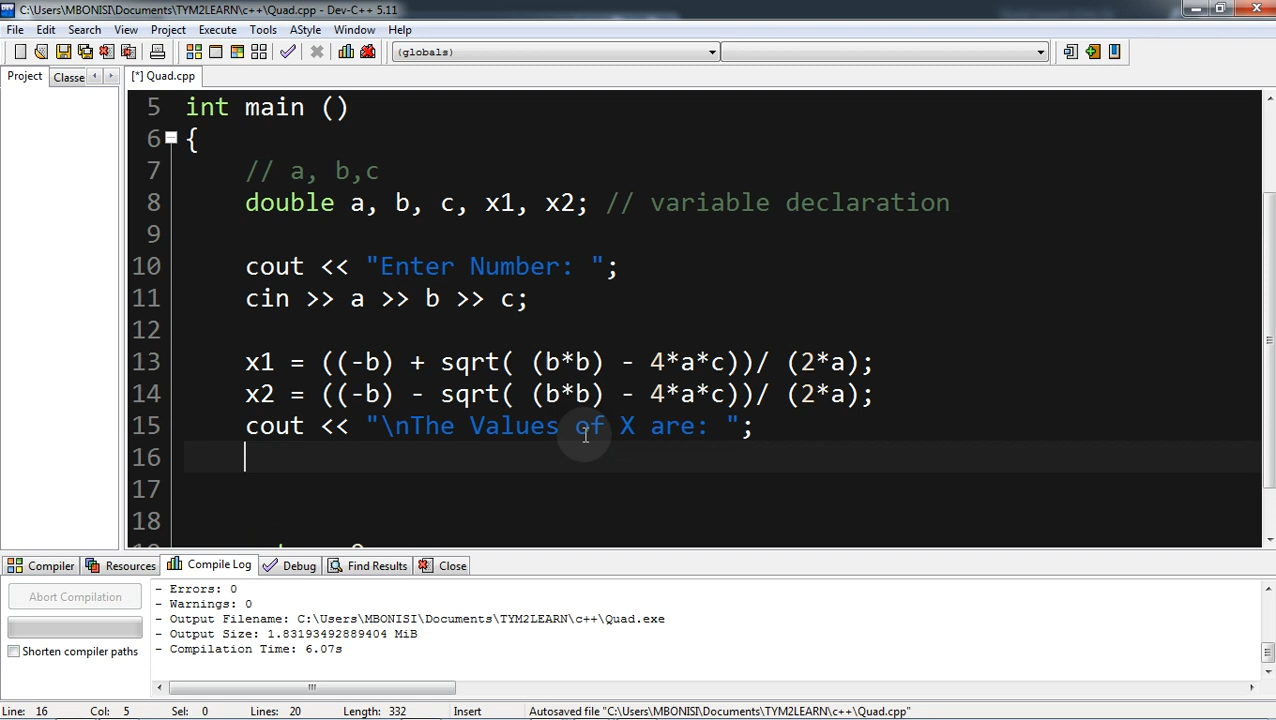 C:\Users\MBONISI\Documents\TYM2LEARN\c++\Quad.cpp - Dev-C++ 5.11
File Edit Search View Project Execute Tools AStyle Window Help
(globals)
Project Classe [*] Quad.cpp
5 int main ()
6 {
7 // a, b,c
8 double a, b, c, x1, x2; // variable declaration
9
10 cout << "Enter Number: ";
11 cin >> a >> b >> c;
12
13 x1 = ((-b) + sqrt( (b*b) - 4*a*c))/ (2*a);
14 x2 = ((-b) - sqrt( (b*b) - 4*a*c))/ (2*a);
15 cout << "\nThe Values of X are: ";
16
17
18
Compiler Resources Compile Log Debug Find Results Close
Abort Compilation
Shorten compiler paths
- Errors: 0
- Warnings: 0
- Output Filename: C:\Users\MBONISI\Documents\TYM2LEARN\c++\Quad.exe
- Output Size: 1.83193492889404 MiB
- Compilation Time: 6.07s
Line: 16 Col: 5 Sel: 0 Lines: 20 Length: 332 Insert Autosaved file "C:\Users\MBONISI\Documents\TYM2LEARN\c++\Quad.cpp"